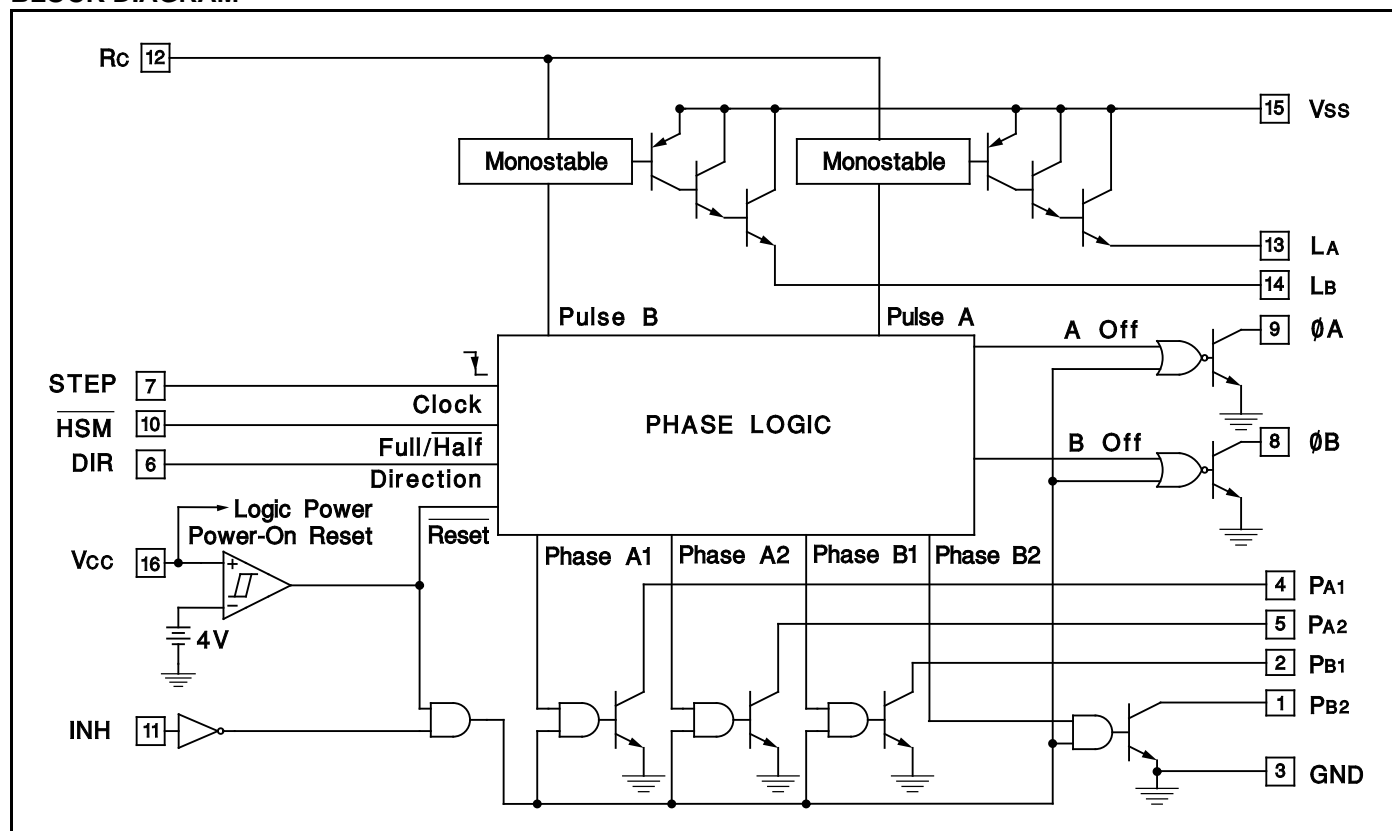 Rc 12
15 Vss
Monostable Monostable
13 LA
14 LB
Pulse B Pulse A
A Off 9 ØA
STEP 7
Clock
HSM 10
PHASE LOGIC
Full/Half
B Off 8 ØB
DIR 6
Direction
Logic Power
Power-On Reset
Reset
Vcc 16 +
Phase A1 Phase A2 Phase B1 Phase B2
−
4V
4 PA1
5 PA2
2 PB1
1 PB2
INH 11
3 GND